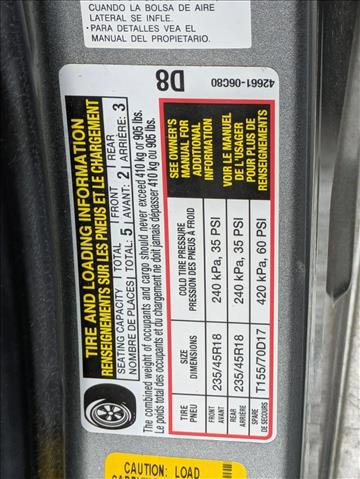 CUANDO LA BOLSA DE AIRE
LATERAL SE INFLE.
· PARA DETALLES VEA EL
MANUAL DEL PROPIETARIO.
42661-06C80
D8
TIRE AND LOADING INFORMATION
RENSEIGNEMENTS SUR LES PNEUS ET LE CHARGEMENT
SEATING CAPACITY | TOTAL | FRONT | REAR
NOMBRE DE PLACES | TOTAL: 5 | AVANT: 2 | ARRIÈRE: 3
The combined weight of occupants and cargo should never exceed 410 kg or 905 lbs.
Le poids total des occupants et du chargement ne doit jamais dépasser 410 kg ou 905 lbs.
TIRE SIZE COLD TIRE PRESSURE
PNEU DIMENSIONS PRESSION DES PNEUS À FROID
FRONT 235/45R18 240 kPa, 35 PSI
AVANT
REAR 235/45R18 240 kPa, 35 PSI
ARRIÈRE
SPARE T155/70D17 420 kPa, 60 PSI
DE SECOURS
SEE OWNER'S
MANUAL FOR
ADDITIONAL
INFORMATION
VOIR LE MANUEL
DE L'USAGER
POUR PLUS DE
RENSEIGNEMENTS
CAUTION: LOAD